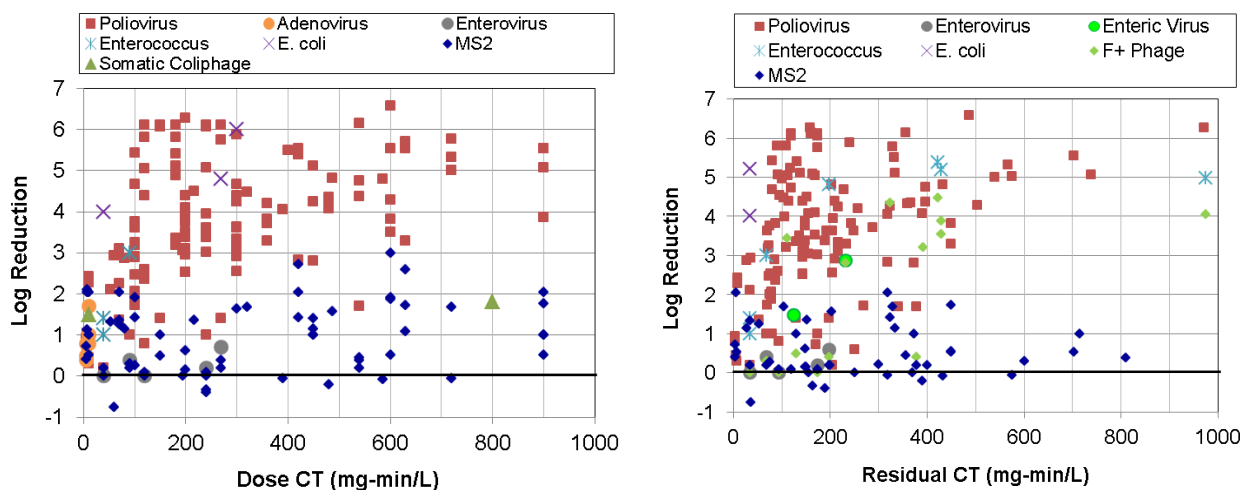 Poliovirus Adenovirus Enterovirus
Enterococcus E. coli MS2
Somatic Coliphage
7
6
5
4
3
2
1
0
-1
Log Reduction
0 200 400 600 800 1000
Dose CT (mg-min/L)
Poliovirus Enterovirus Enteric Virus
Enterococcus E. coli F+ Phage
MS2
7
6
5
4
3
2
1
0
-1
Log Reduction
0 200 400 600 800 1000
Residual CT (mg-min/L)